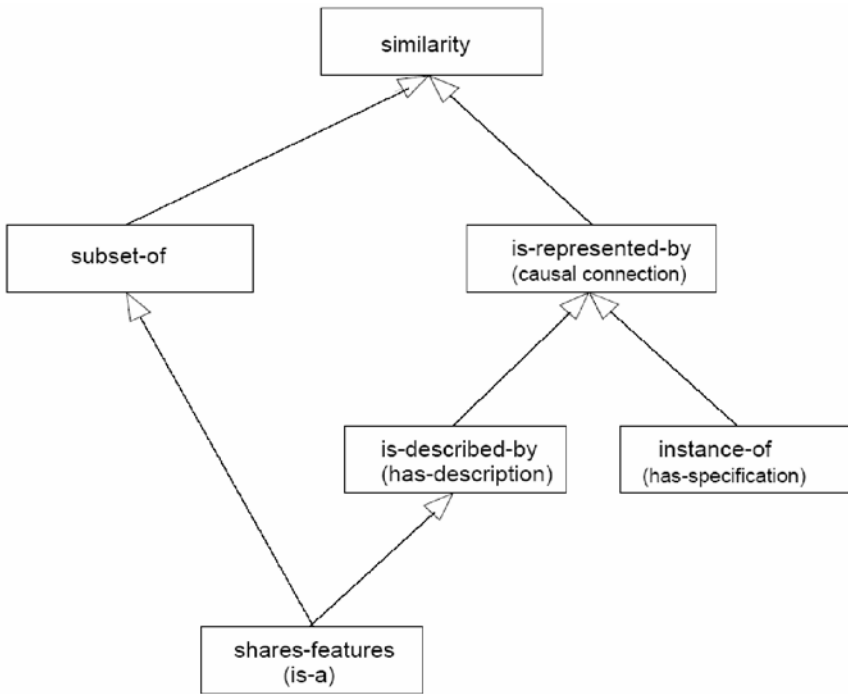 similarity
subset-of
is-represented-by
(causal connection)
is-described-by
(has-description)
instance-of
(has-specification)
shares-features
(is-a)